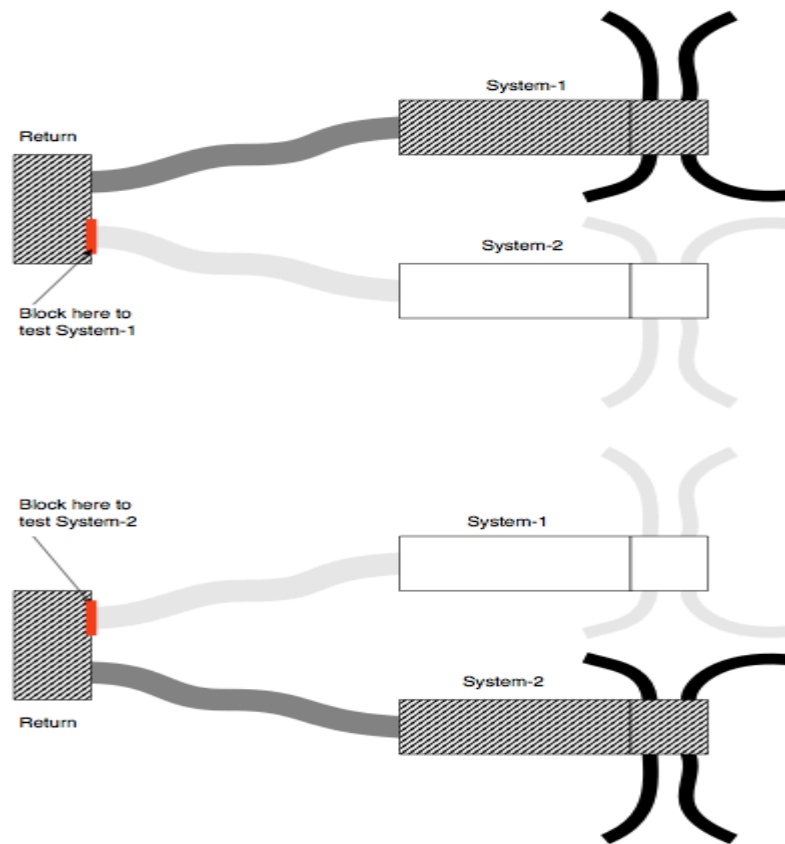 System-1
Return
System-2
Block here to
test System-1
Block here to
test System-2
System-1
System-2
Return